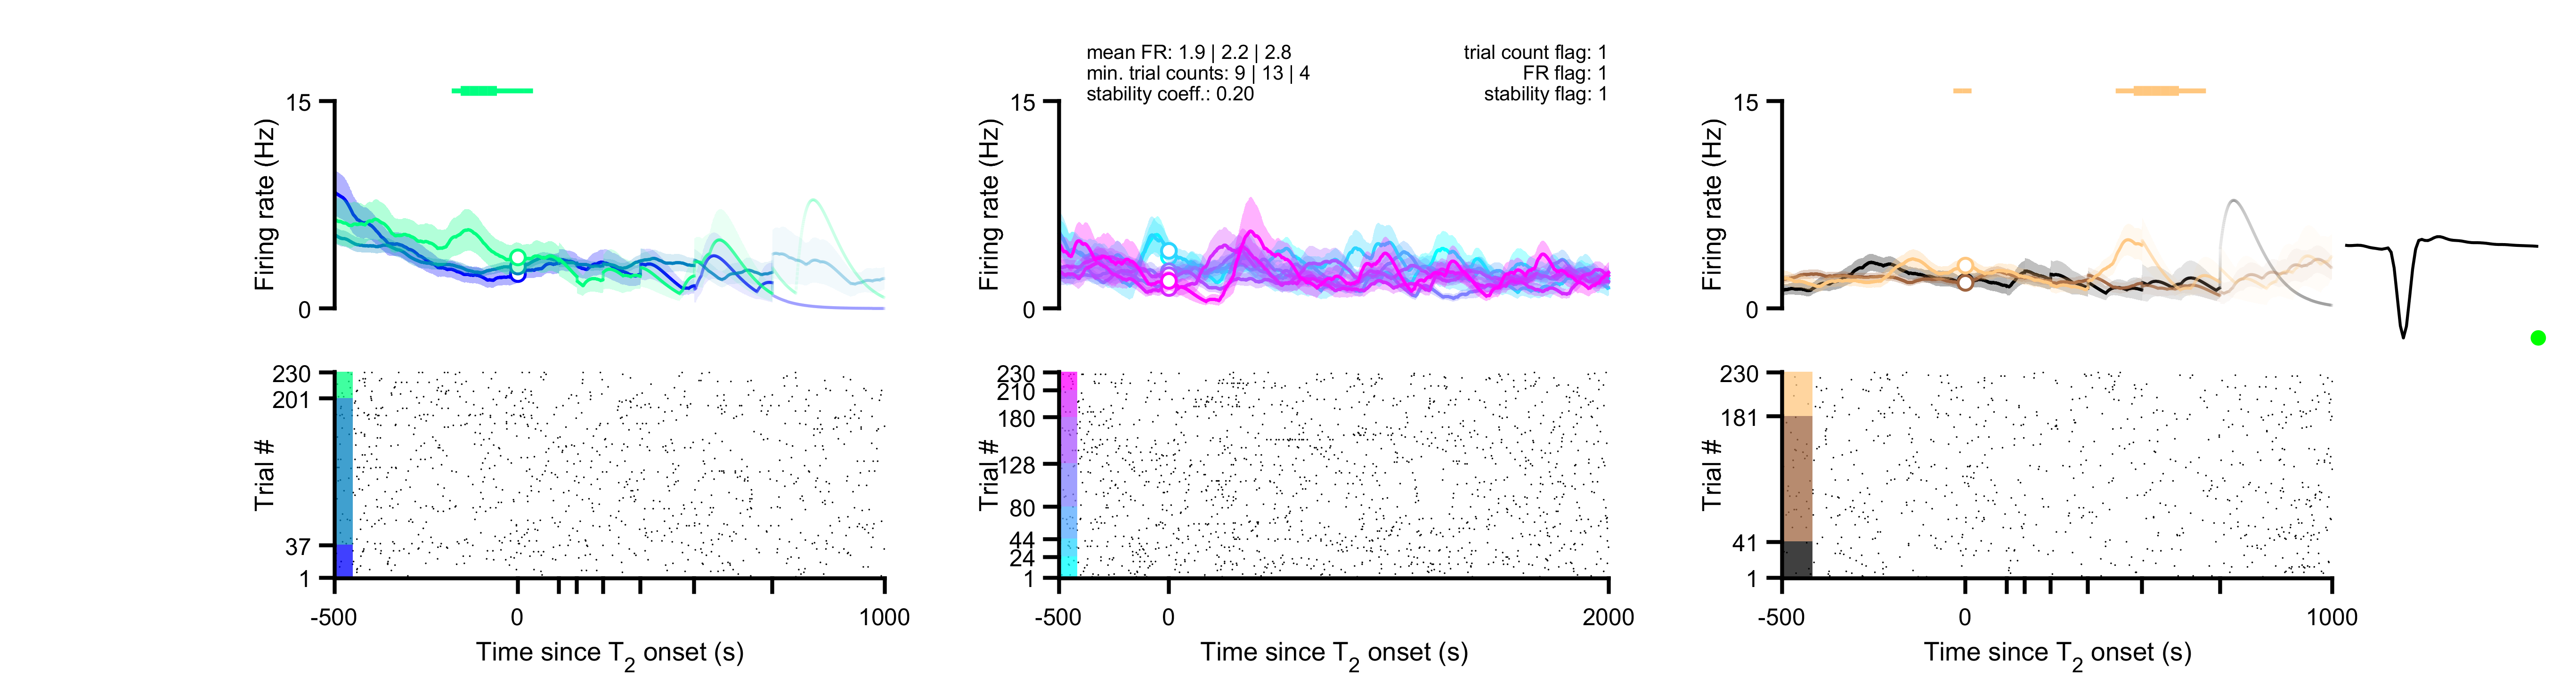 mean FR: 1.9 | 2.2 | 2.8
min. trial counts: 9 | 13 | 4
stability coeff.: 0.20
trial count flag: 1
FR flag: 1
stability flag: 1
15
Firing rate (Hz)
0
15
Firing rate (Hz)
0
15
Firing rate (Hz)
0
230
201
Trial #
37
1
-500
0
1000
Time since T2 onset (s)
230
210
180
128
Trial #
80
44
24
1
-500
0
2000
Time since T2 onset (s)
230
181
Trial #
41
1
-500
0
1000
Time since T2 onset (s)